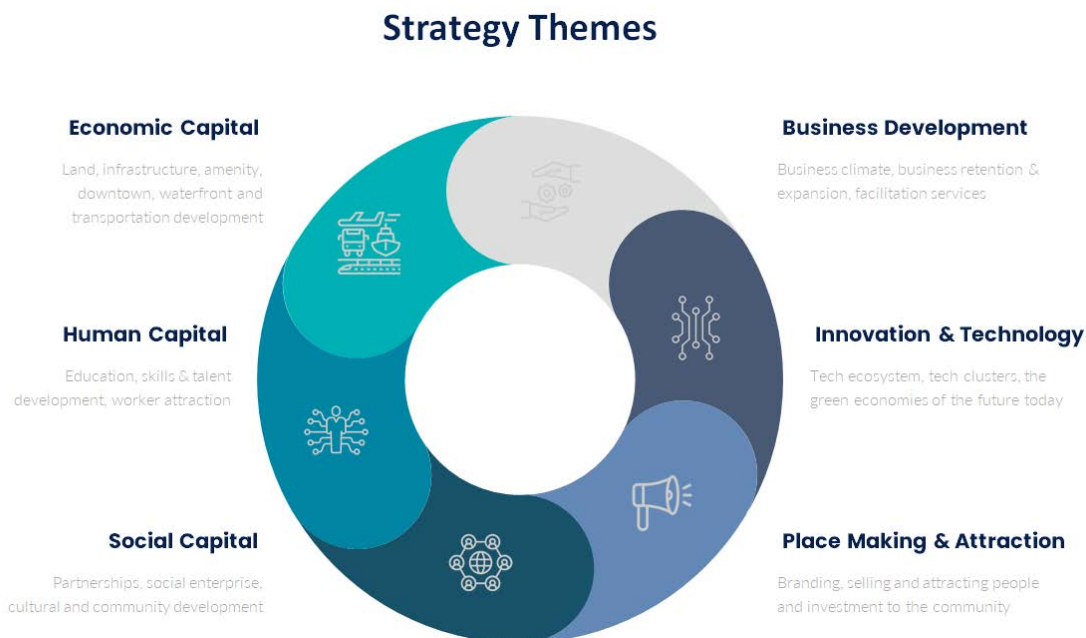 Strategy Themes
Economic Capital
Land, infrastructure, amenity,
downtown, waterfront and
transportation development
Human Capital
Education, skills & talent
development, worker attraction
Social Capital
Partnerships, social enterprise,
cultural and community development
Business Development
Business climate, business retention &
expansion, facilitation services
Innovation & Technology
Tech ecosystem, tech clusters, the
green economies of the future today
Place Making & Attraction
Branding, selling and attracting people
and investment to the community